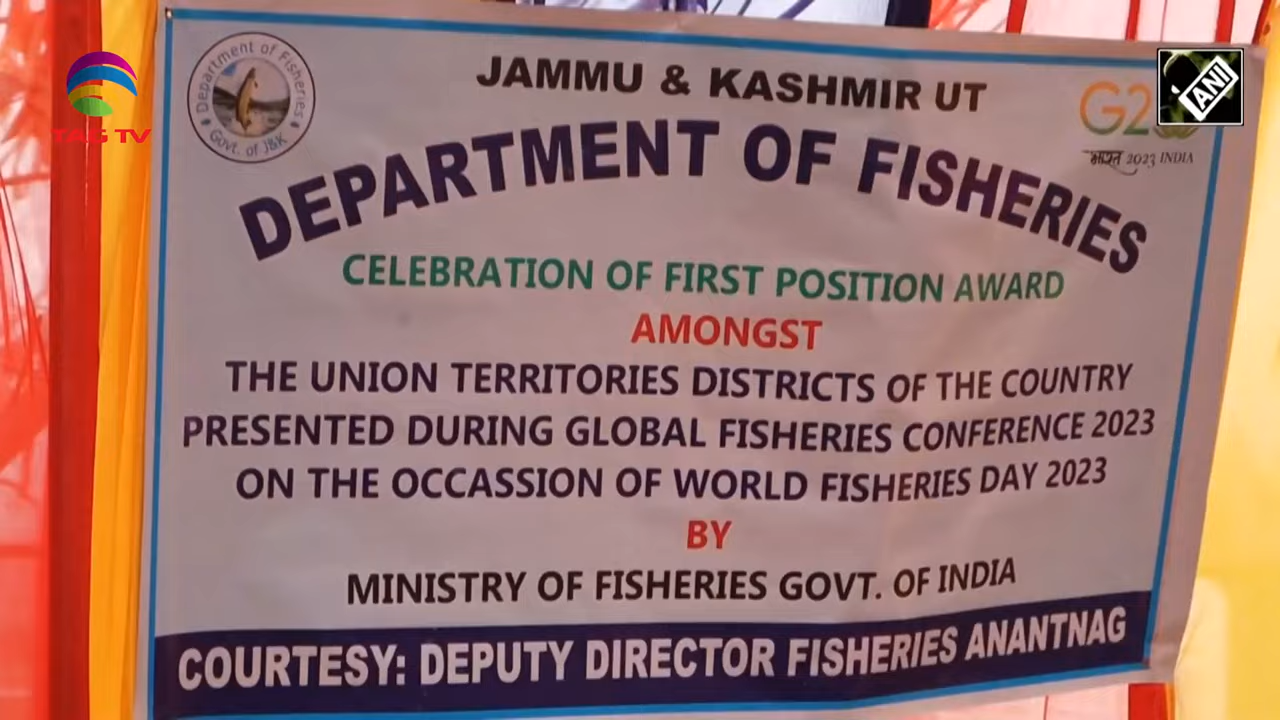 JAMMU & KASHMIR UT
DEPARTMENT OF FISHERIES
CELEBRATION OF FIRST POSITION AWARD
AMONGST
THE UNION TERRITORIES DISTRICTS OF THE COUNTRY
PRESENTED DURING GLOBAL FISHERIES CONFERENCE 2023
ON THE OCCASSION OF WORLD FISHERIES DAY 2023
BY
MINISTRY OF FISHERIES GOVT. OF INDIA
COURTESY: DEPUTY DIRECTOR FISHERIES ANANTNAG
Department of Fisheries
Govt. of J&K
भारत 2023 INDIA
TAG TV
ANI